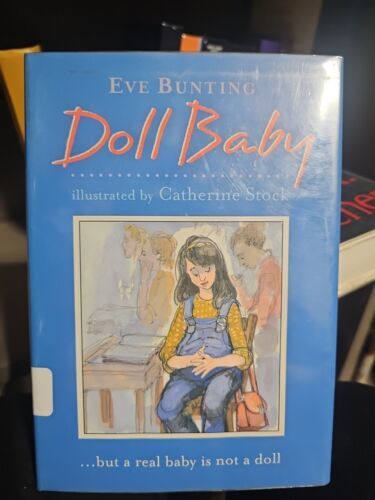 EVE BUNTING
Doll Baby
illustrated by Catherine Stock
...but a real baby is not a doll